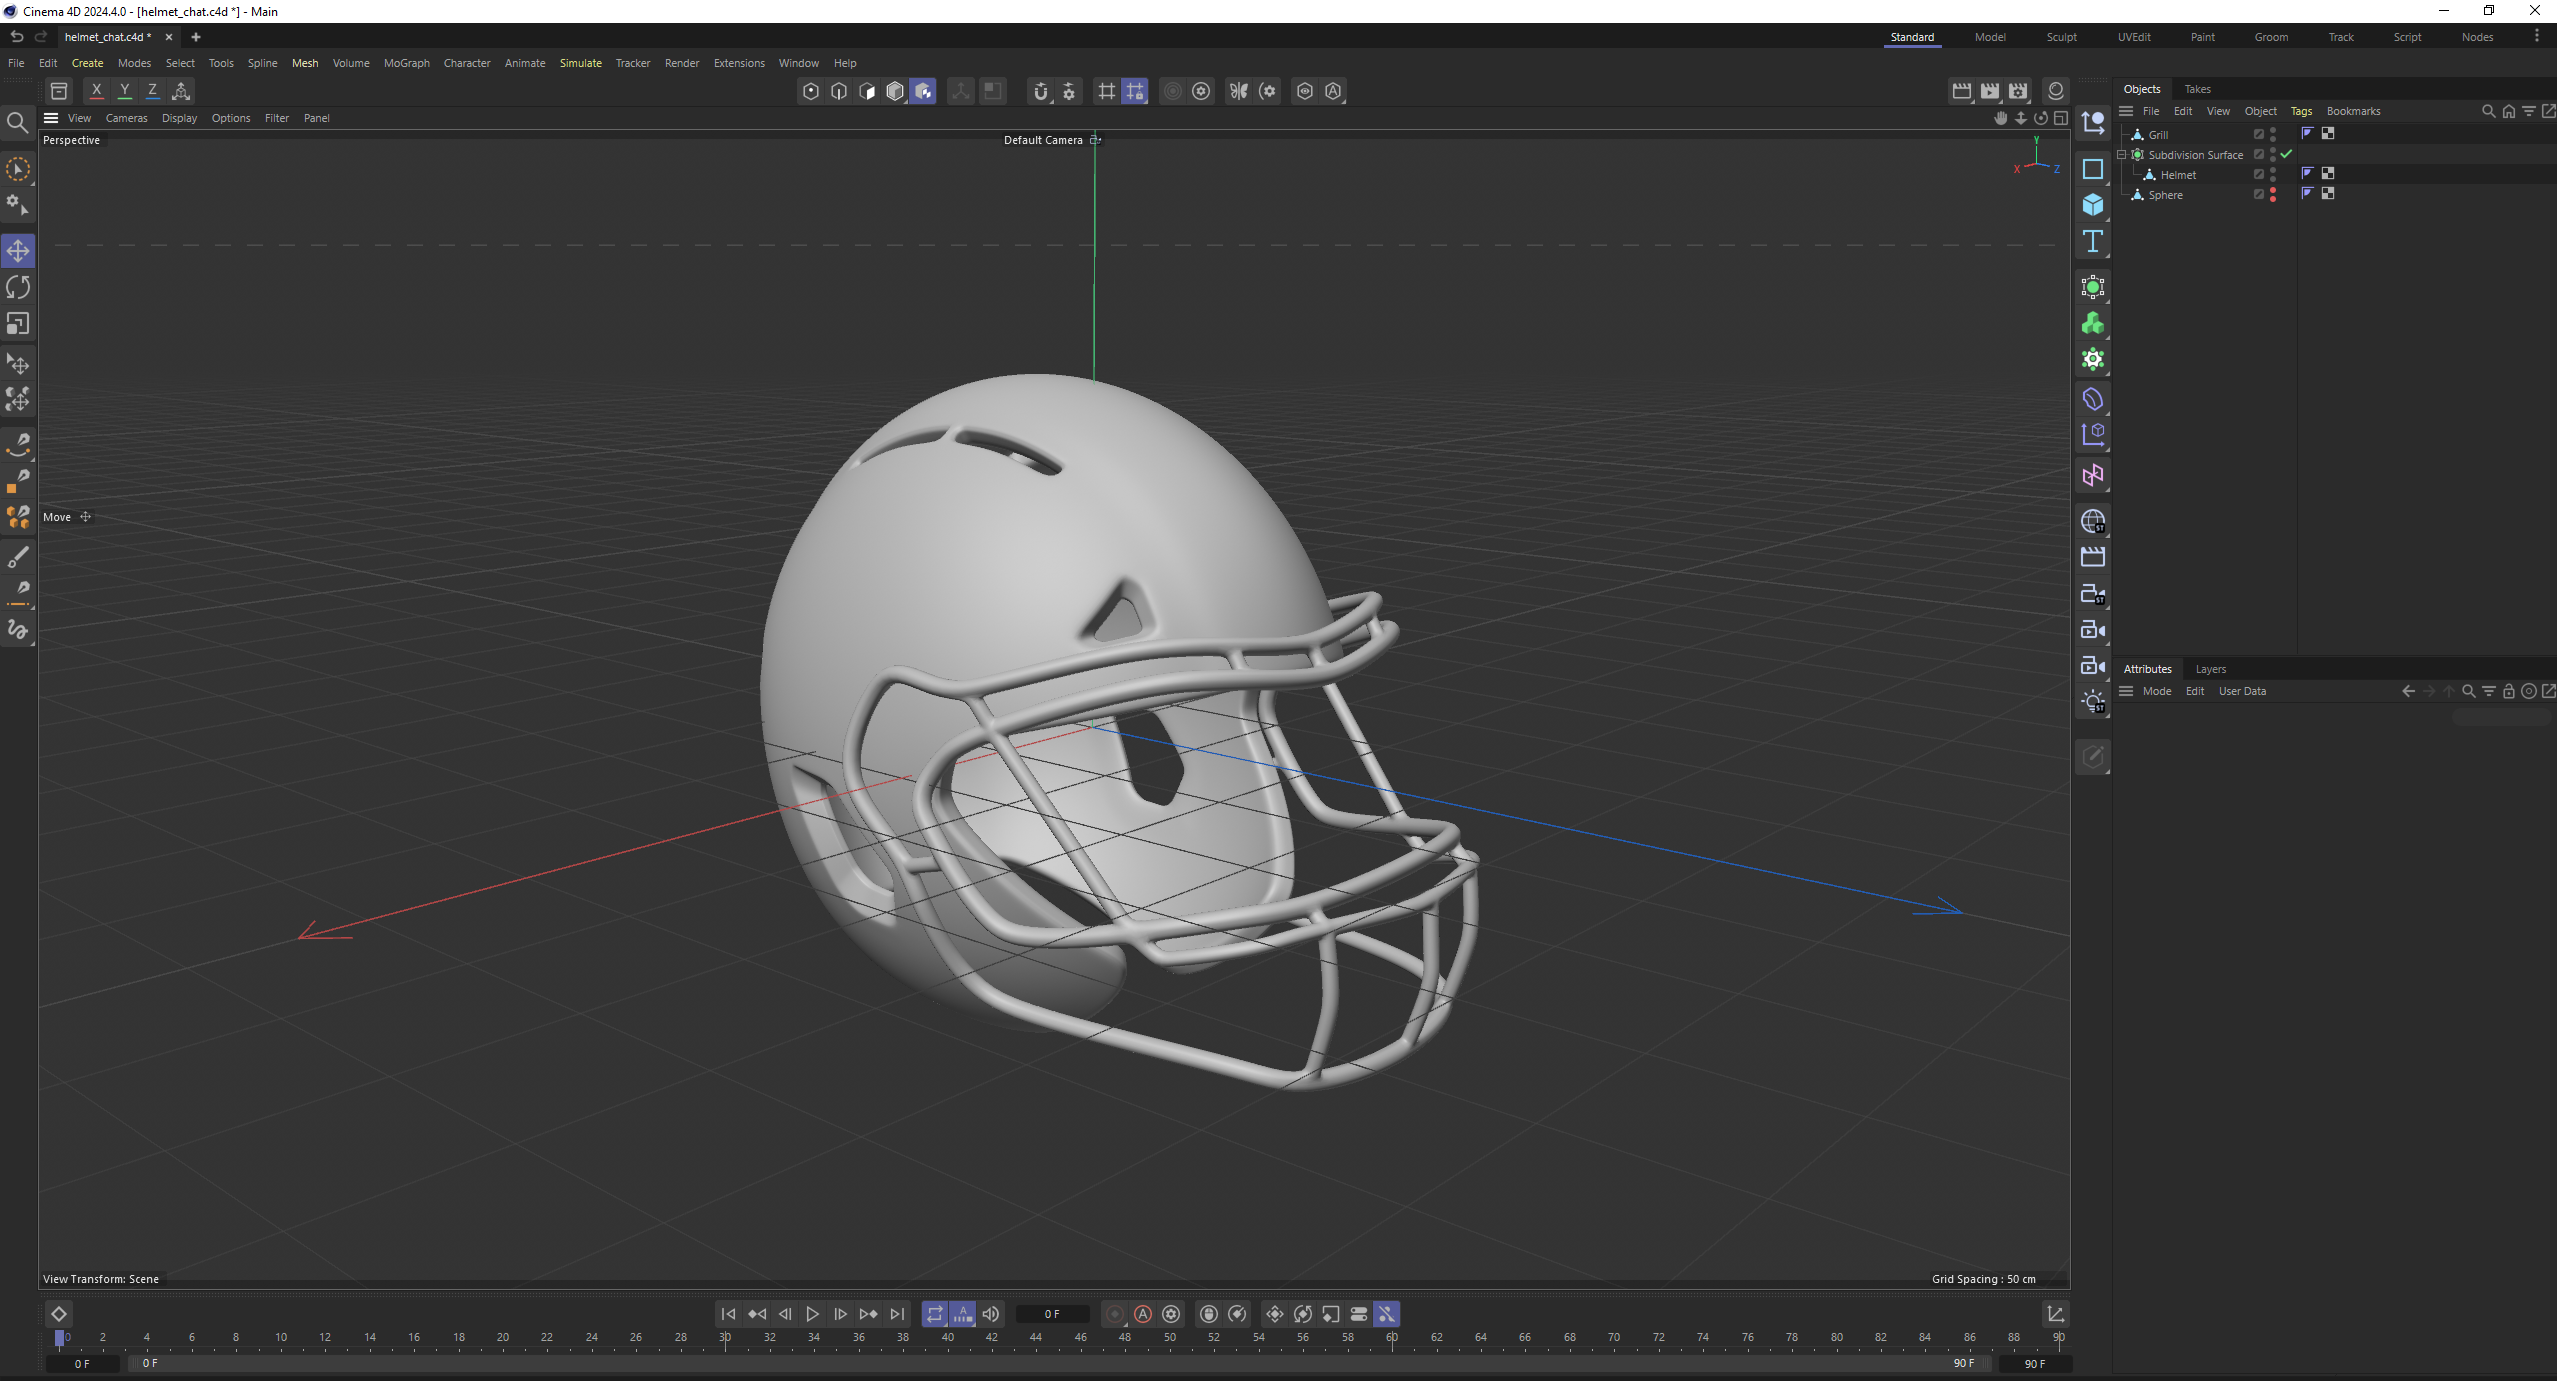 Cinema 4D 2024.4.0 - [helmet_chat.c4d *] - Main
helmet_chat.c4d *
Standard Model Sculpt UVEdit Paint Groom Track Script Nodes
File Edit Create Modes Select Tools Spline Mesh Volume MoGraph Character Animate Simulate Tracker Render Extensions Window Help
X Y Z
Objects Takes
View Cameras Display Options Filter Panel
File Edit View Object Tags Bookmarks
Perspective
Default Camera
Y
X
Z
Grill
Subdivision Surface
Helmet
Sphere
Move
Attributes Layers
Mode Edit User Data
View Transform: Scene
Grid Spacing : 50 cm
0 F
0 2 4 6 8 10 12 14 16 18 20 22 24 26 28 30 32 34 36 38 40 42 44 46 48 50 52 54 56 58 60 62 64 66 68 70 72 74 76 78 80 82 84 86 88 90
0 F
0 F
90 F
90 F